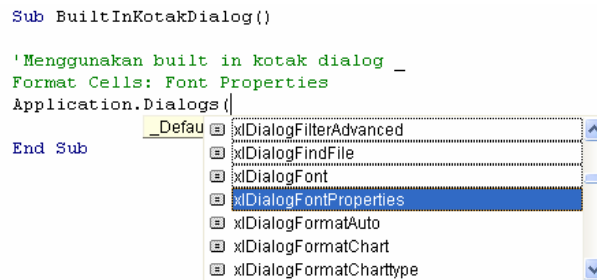 Sub BuiltInKotakDialog()
'Menggunakan built in kotak dialog _
Format Cells: Font Properties
Application.Dialogs(
_Defau
xlDialogFilterAdvanced
End Sub
xlDialogFindFile
xlDialogFont
xlDialogFontProperties
xlDialogFormatAuto
xlDialogFormatChart
xlDialogFormatCharttype